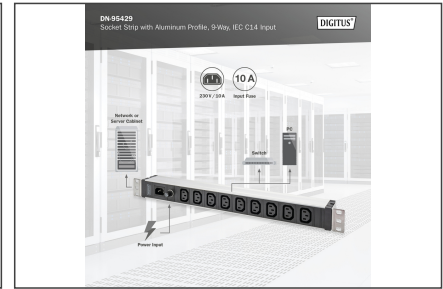 DN-95429
Socket Strip with Aluminum Profile, 9-Way, IEC C14 Input
DIGITUS®
10 A
230 V / 10 A
Input Fuse
Network or
Server Cabinet
PC
Switch
Power Input